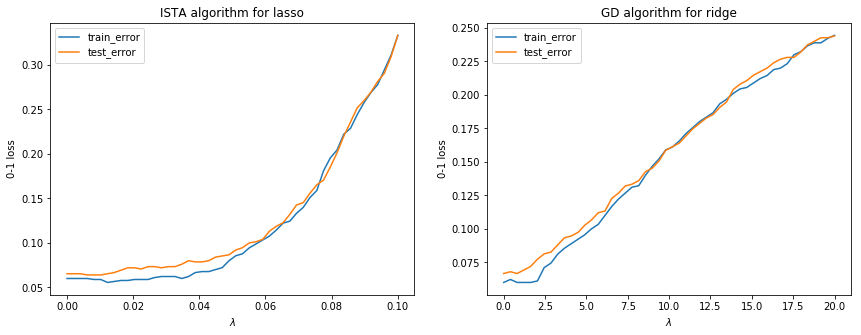 ISTA algorithm for lasso
train_error
test_error
0-1 loss
0.30
0.25
0.20
0.15
0.10
0.05
0.00
0.02
0.04
0.06
0.08
0.10
λ
GD algorithm for ridge
train_error
test_error
0-1 loss
0.250
0.225
0.200
0.175
0.150
0.125
0.100
0.075
0.0
2.5
5.0
7.5
10.0
12.5
15.0
17.5
20.0
λ